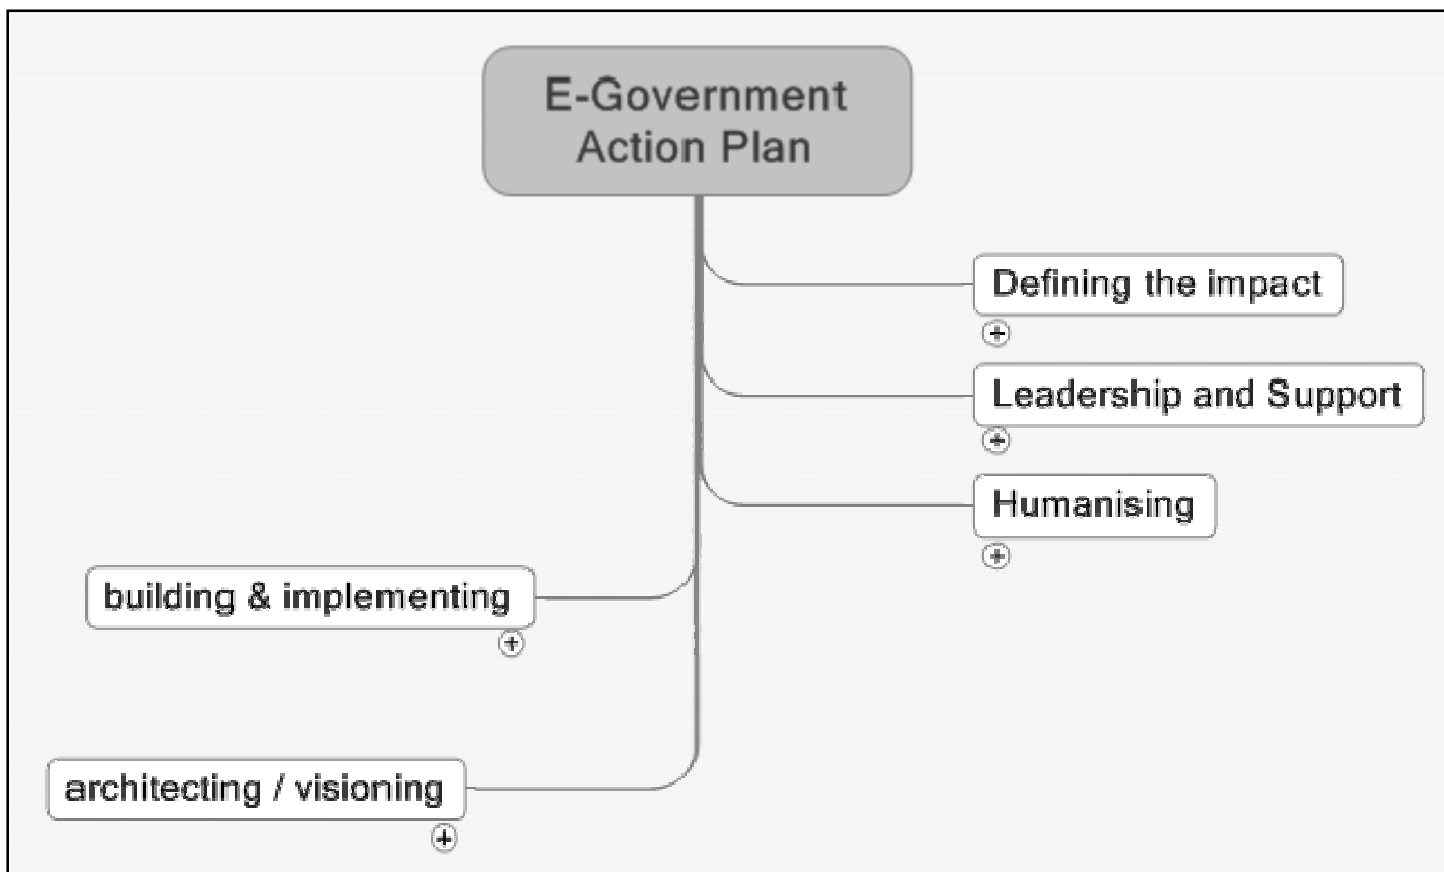 E-Government
Action Plan
Defining the impact
Leadership and Support
Humanising
building & implementing
architecting / visioning